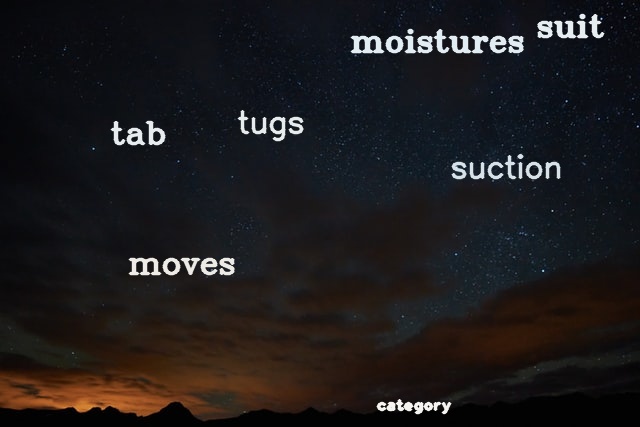 suit
moistures
tugs
tab
suction
moves
category